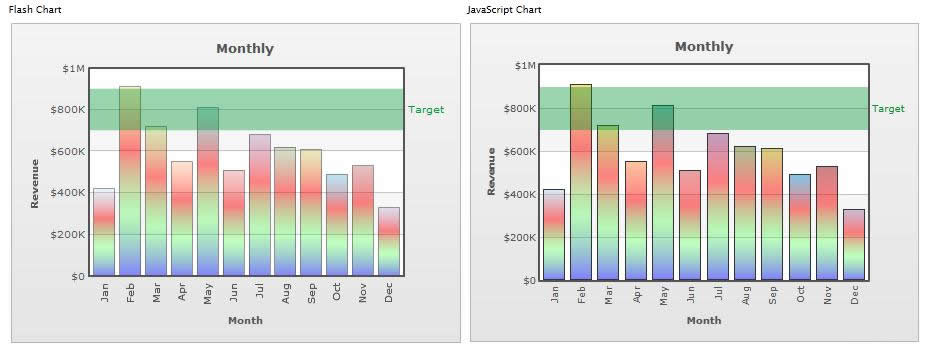 Flash Chart
JavaScript Chart
Monthly
$1M
$800K
$600K
$400K
$200K
$0
Target
Revenue
Jan Feb Mar Apr May Jun Jul Aug Sep Oct Nov Dec
Month
Monthly
$1M
$800K
$600K
$400K
$200K
$0
Target
Revenue
Jan Feb Mar Apr May Jun Jul Aug Sep Oct Nov Dec
Month